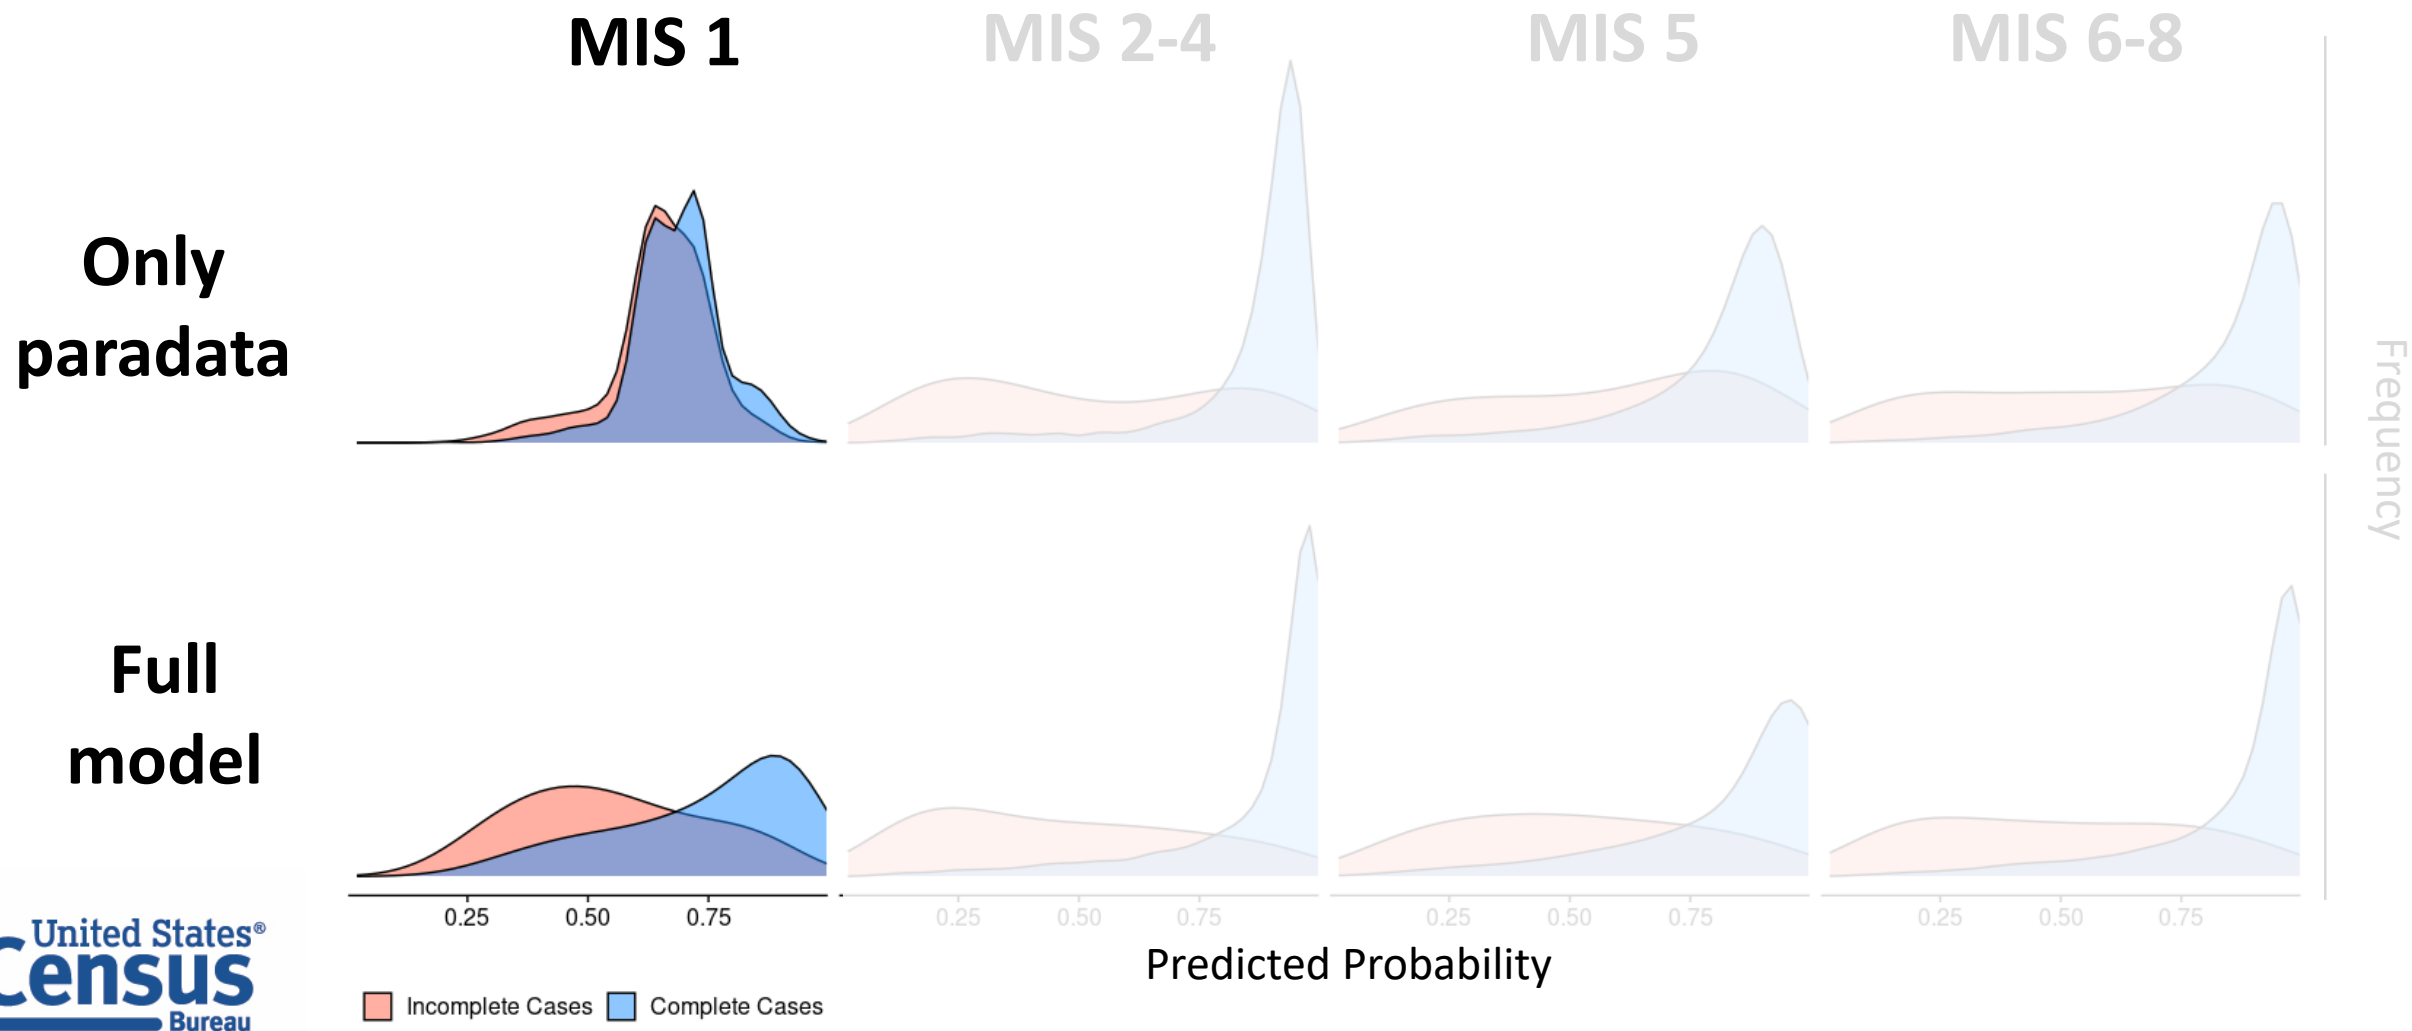 MIS 1
MIS 2-4
MIS 5
MIS 6-8
Only
paradata
Frequency
Full
model
0.25 0.50 0.75
0.25 0.50 0.75
0.25 0.50 0.75
0.25 0.50 0.75
Predicted Probability
Incomplete Cases
Complete Cases
United States®
Census
Bureau